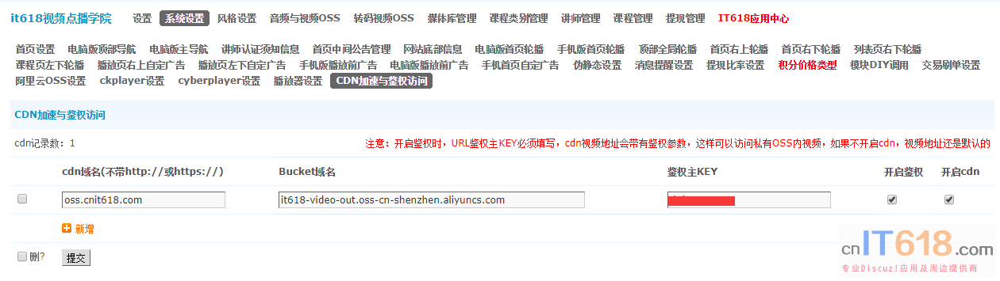 it618视频点播学院 设置 系统设置 风格设置 音频与视频OSS 转码视频OSS 媒体库管理 课程类别管理 讲师管理 课程管理 提现管理 IT618应用中心
首页设置 电脑版顶部导航 电脑版主导航 讲师认证须知信息 首页中间公告管理 网站底部信息 电脑版首页轮播 手机版首页轮播 顶部全局轮播 首页右上轮播 首页右下轮播 列表页右下轮播
课程页左下轮播 播放页右上自定广告 播放页左下自定广告 手机版播放前广告 电脑版播放前广告 手机首页自定广告 伪静态设置 消息提醒设置 提现比率设置 积分价格类型 模块DIY调用 交易刷单设置
阿里云OSS设置 ckplayer设置 cyberplayer设置 播放器设置 CDN加速与鉴权访问
CDN加速与鉴权访问
cdn记录数：1 注意：开启鉴权时，URL鉴权主KEY必须填写，cdn视频地址会带有鉴权参数，这样可以访问私有OSS内视频，如果不开启cdn，视频地址还是默认的
cdn域名(不带http://或https://) Bucket域名 鉴权主KEY 开启鉴权 开启cdn
oss.cnit618.com it618-video-out.oss-cn-shenzhen.aliyuncs.com
新增
删? 提交
cnIT618.com
专业Discuz!应用及周边提供商